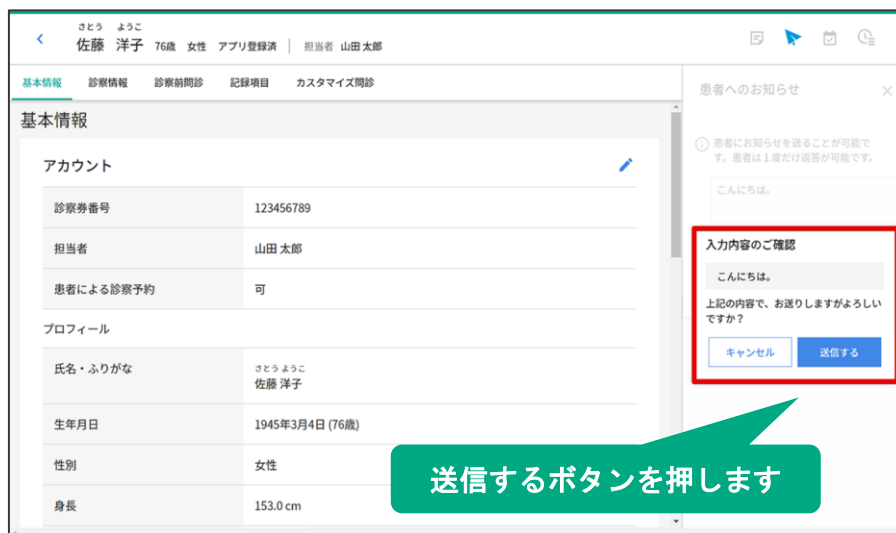 さとう ようこ
佐藤 洋子 76歳 女性 アプリ登録済 担当者 山田 太郎
基本情報 診察情報 診察前問診 記録項目 カスタマイズ問診
基本情報
アカウント
診察券番号 123456789
担当者 山田 太郎
患者による診察予約 可
プロフィール
氏名・ふりがな
さとう ようこ
佐藤 洋子
生年月日 1945年3月4日 (76歳)
性別 女性
身長 153.0 cm
患者へのお知らせ
患者にお知らせを送ることが可能で
す。患者は1度だけ返答が可能です。
こんにちは。
入力内容のご確認
こんにちは。
上記の内容で、お送りしますがよろしい
ですか？
キャンセル 送信する
送信するボタンを押します